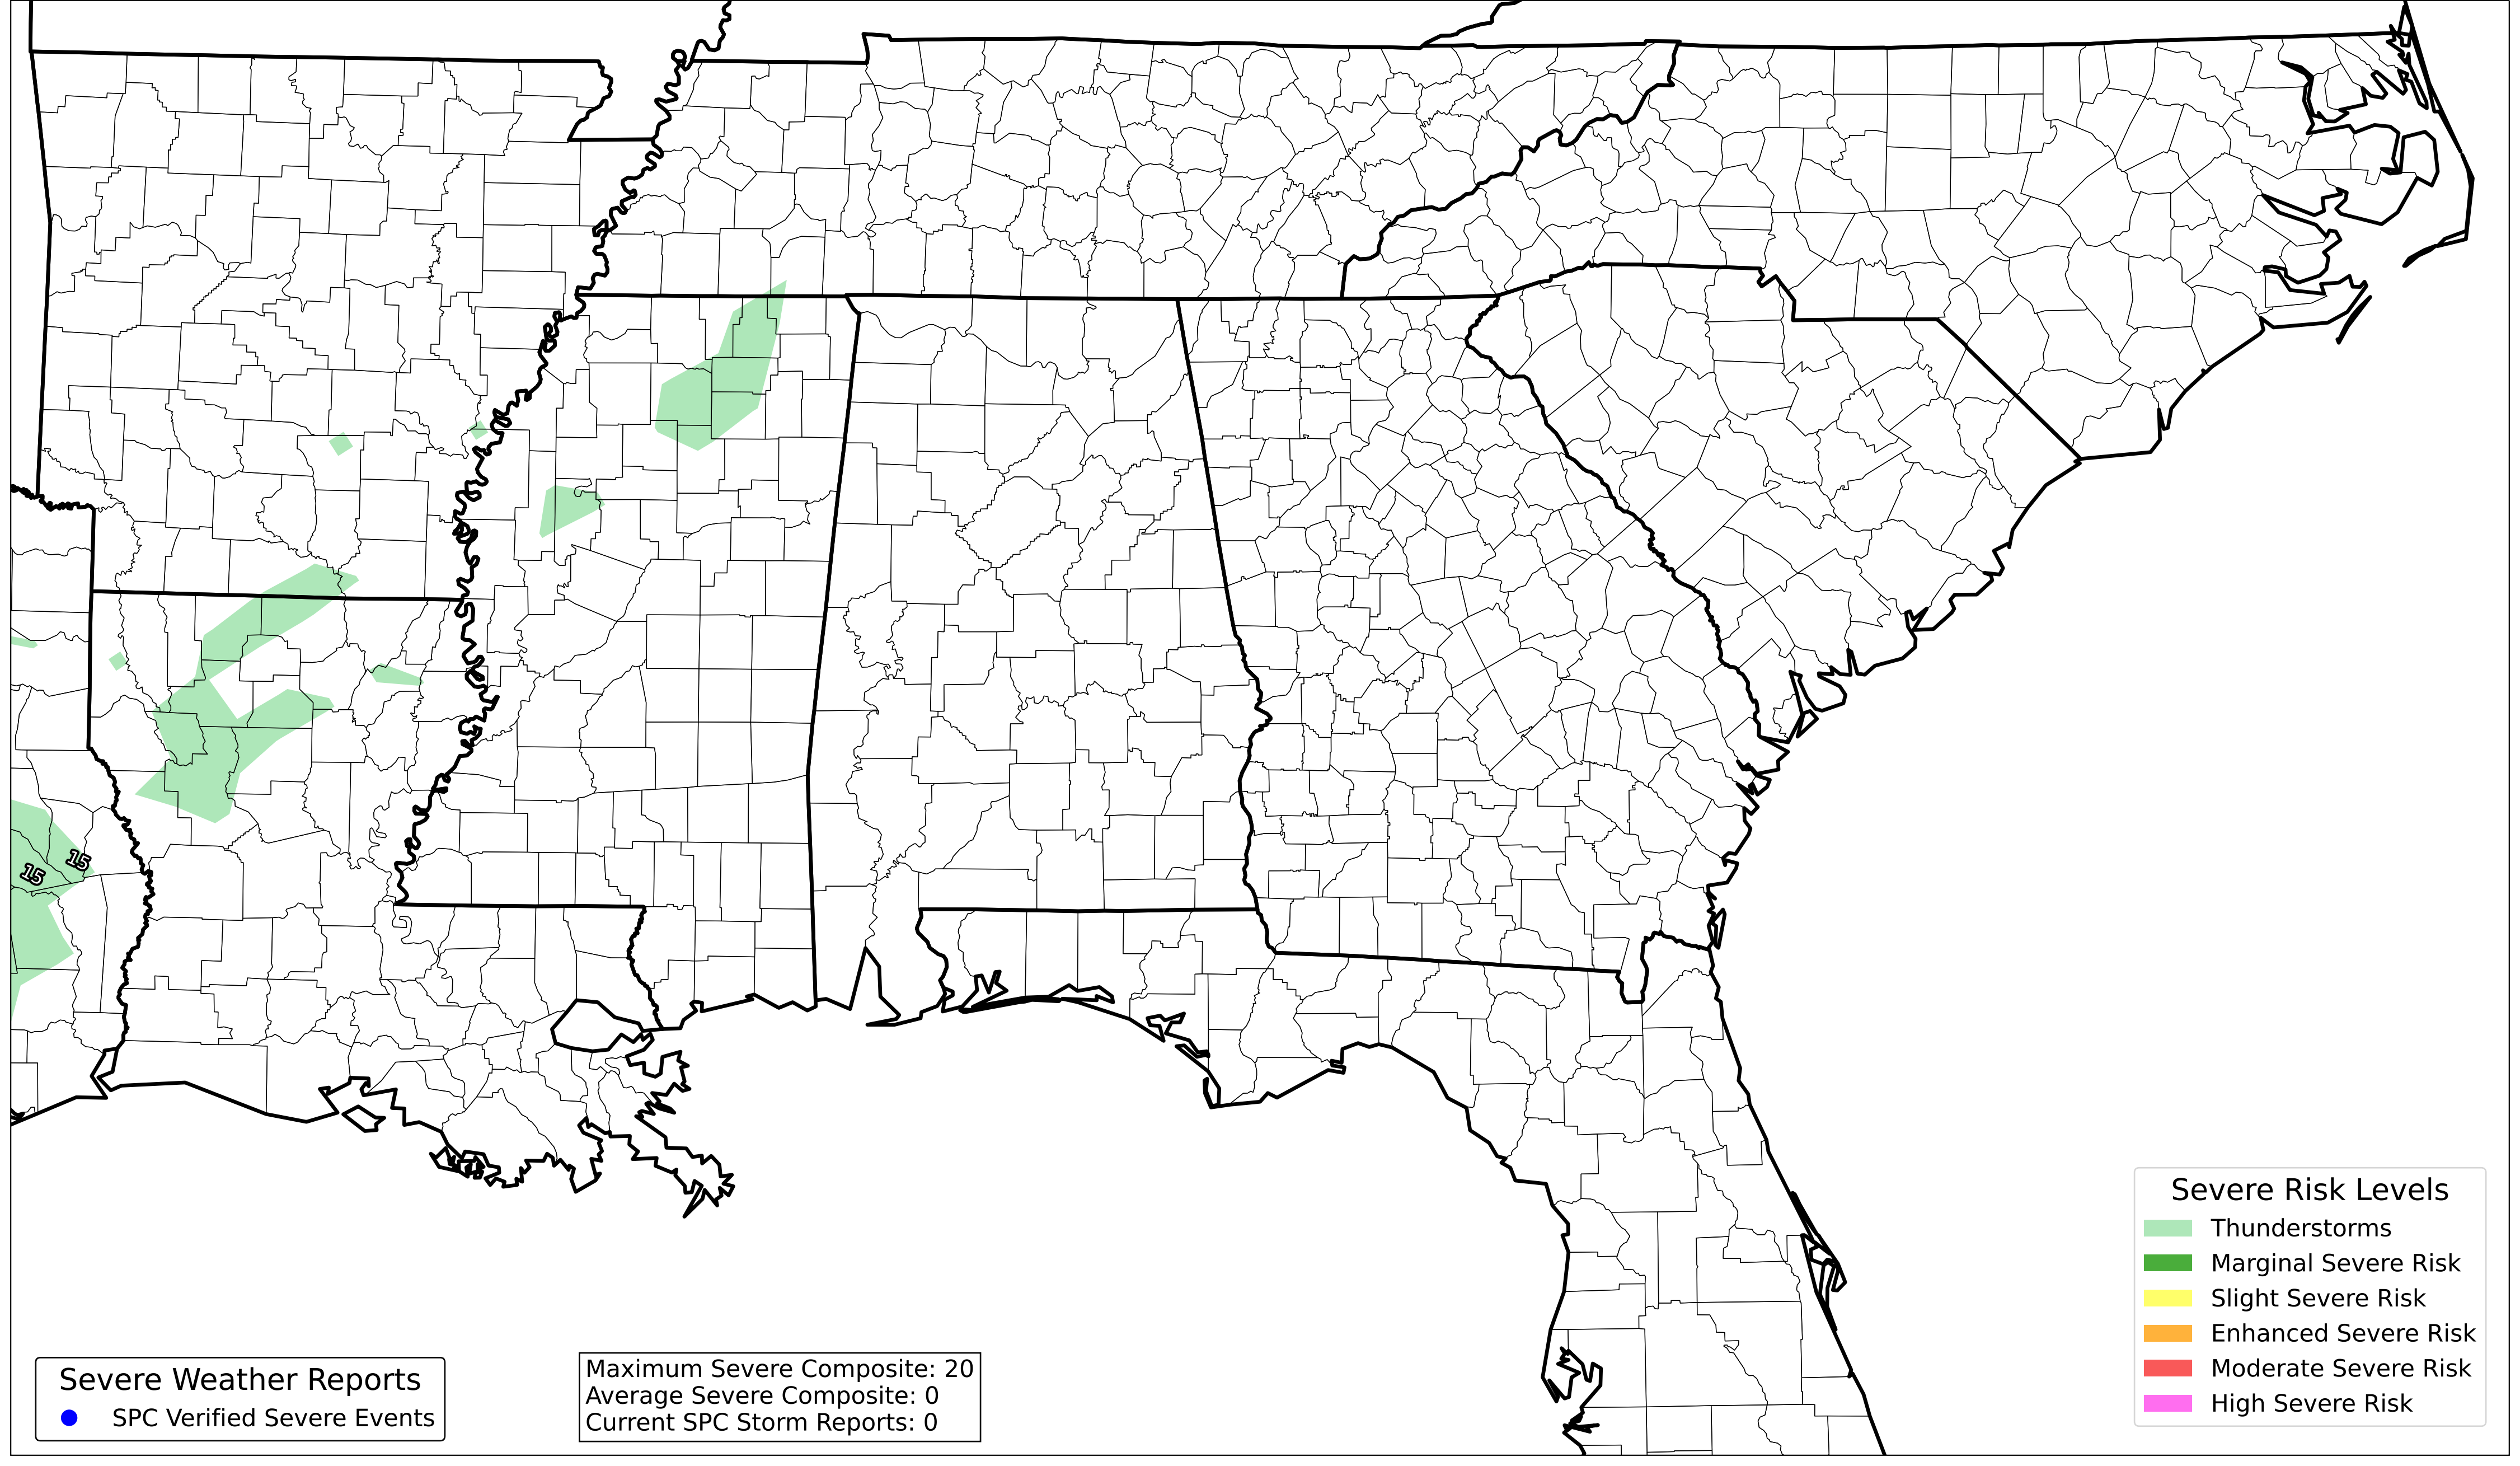 15
15
Severe Risk Levels
Thunderstorms
Marginal Severe Risk
Slight Severe Risk
Enhanced Severe Risk
Moderate Severe Risk
High Severe Risk
Severe Weather Reports
SPC Verified Severe Events
Maximum Severe Composite: 20
Average Severe Composite: 0
Current SPC Storm Reports: 0